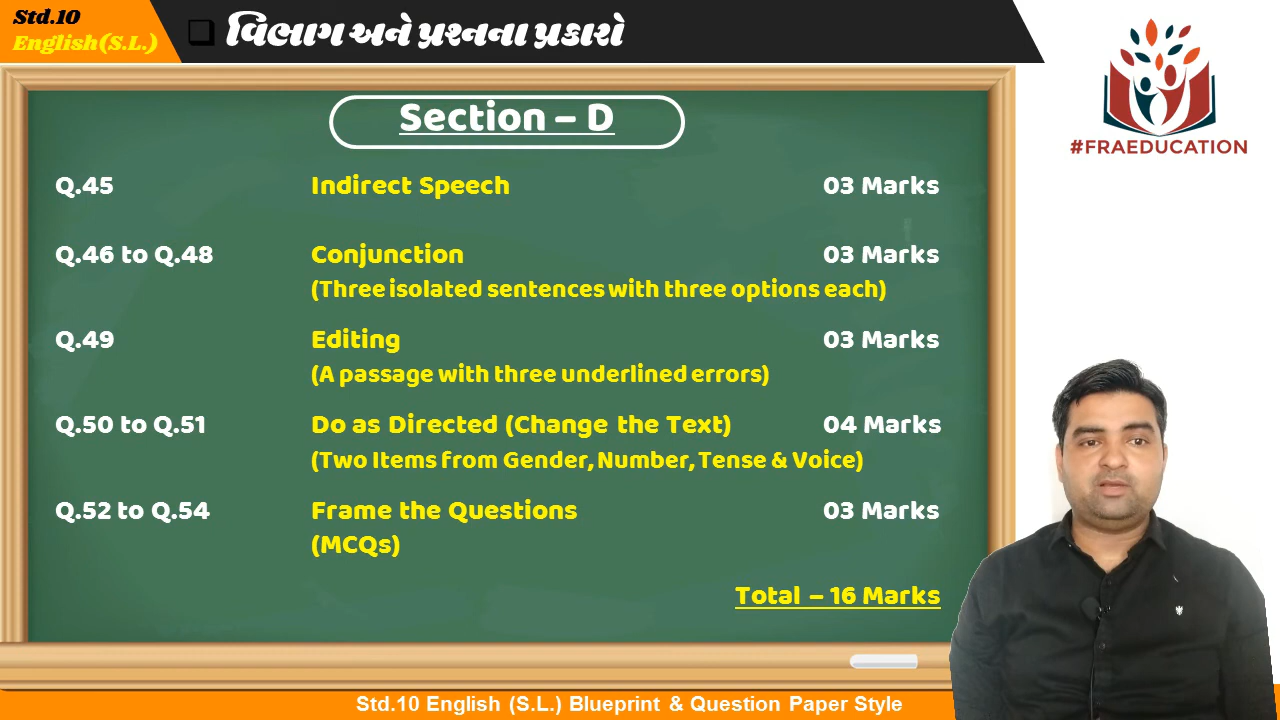 Std.10
English(S.L.)
❑ વિભાગ અને પ્રશ્નના પ્રકારો
#FRAEDUCATION
Section – D
Q.45 Indirect Speech 03 Marks
Q.46 to Q.48 Conjunction 03 Marks
(Three isolated sentences with three options each)
Q.49 Editing 03 Marks
(A passage with three underlined errors)
Q.50 to Q.51 Do as Directed (Change the Text) 04 Marks
(Two Items from Gender, Number, Tense & Voice)
Q.52 to Q.54 Frame the Questions 03 Marks
(MCQs)
Total – 16 Marks
Std.10 English (S.L.) Blueprint & Question Paper Style